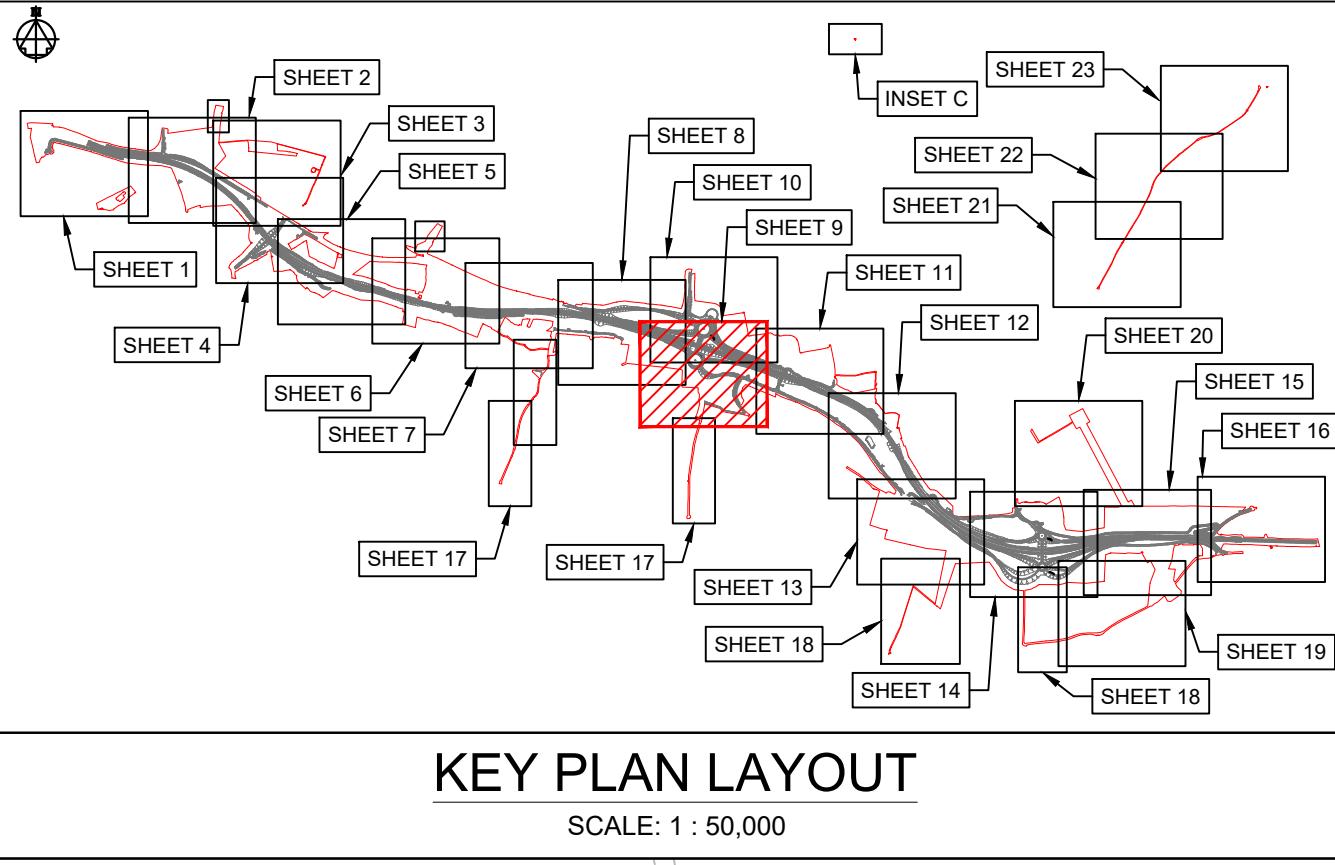 N
SHEET 2
SHEET 23
INSET C
SHEET 3
SHEET 8
SHEET 22
SHEET 5
SHEET 10
SHEET 21
SHEET 9
SHEET 1
SHEET 11
SHEET 12
SHEET 4
SHEET 20
SHEET 6
SHEET 15
SHEET 7
SHEET 16
SHEET 17
SHEET 17
SHEET 13
SHEET 18
SHEET 19
SHEET 14
SHEET 18
KEY PLAN LAYOUT
SCALE: 1 : 50,000